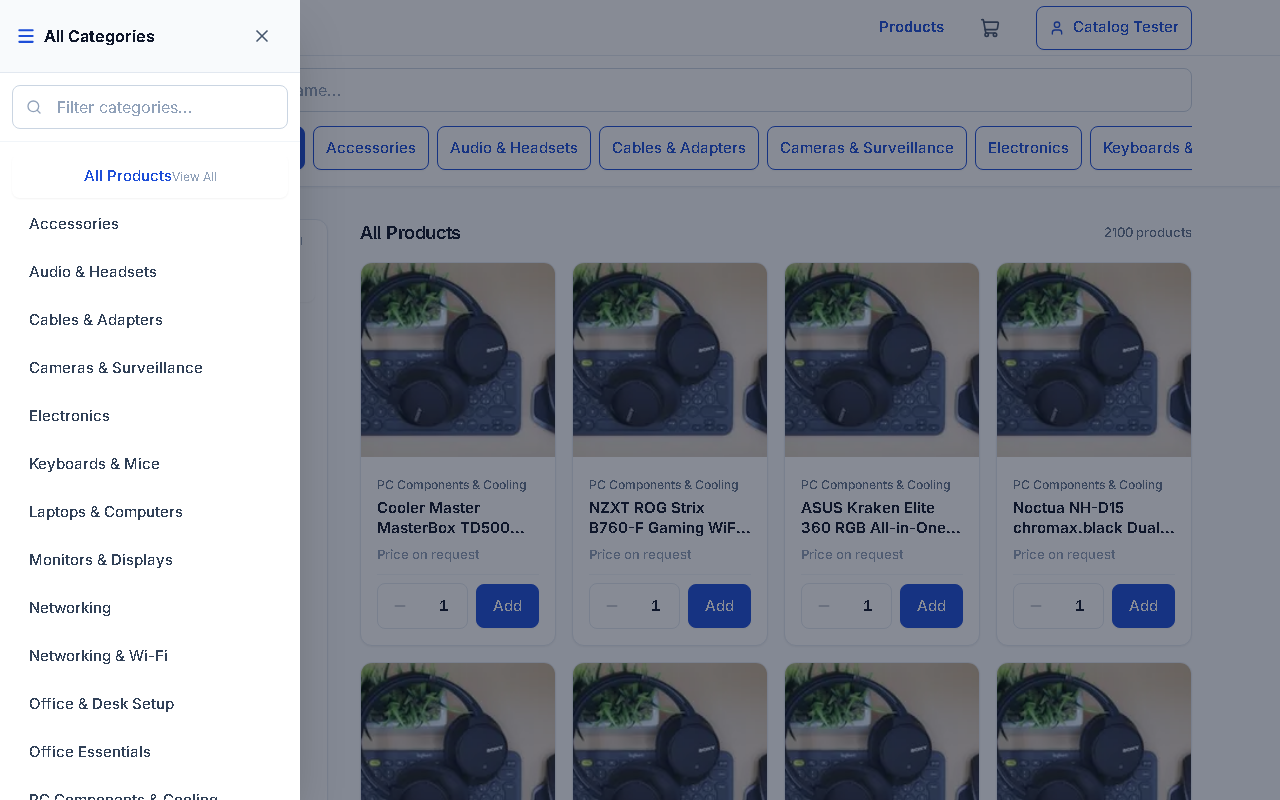 All Categories
Filter categories...
All Products View All
Accessories
Audio & Headsets
Cables & Adapters
Cameras & Surveillance
Electronics
Keyboards & Mice
Laptops & Computers
Monitors & Displays
Networking
Networking & Wi-Fi
Office & Desk Setup
Office Essentials
PC Components & Cooling
Products
Catalog Tester
ame...
Accessories
Audio & Headsets
Cables & Adapters
Cameras & Surveillance
Electronics
Keyboards &
All Products
2100 products
PC Components & Cooling
Cooler Master
MasterBox TD500...
Price on request
1
Add
PC Components & Cooling
NZXT ROG Strix
B760-F Gaming WiF...
Price on request
1
Add
PC Components & Cooling
ASUS Kraken Elite
360 RGB All-in-One...
Price on request
1
Add
PC Components & Cooling
Noctua NH-D15
chromax.black Dual...
Price on request
1
Add